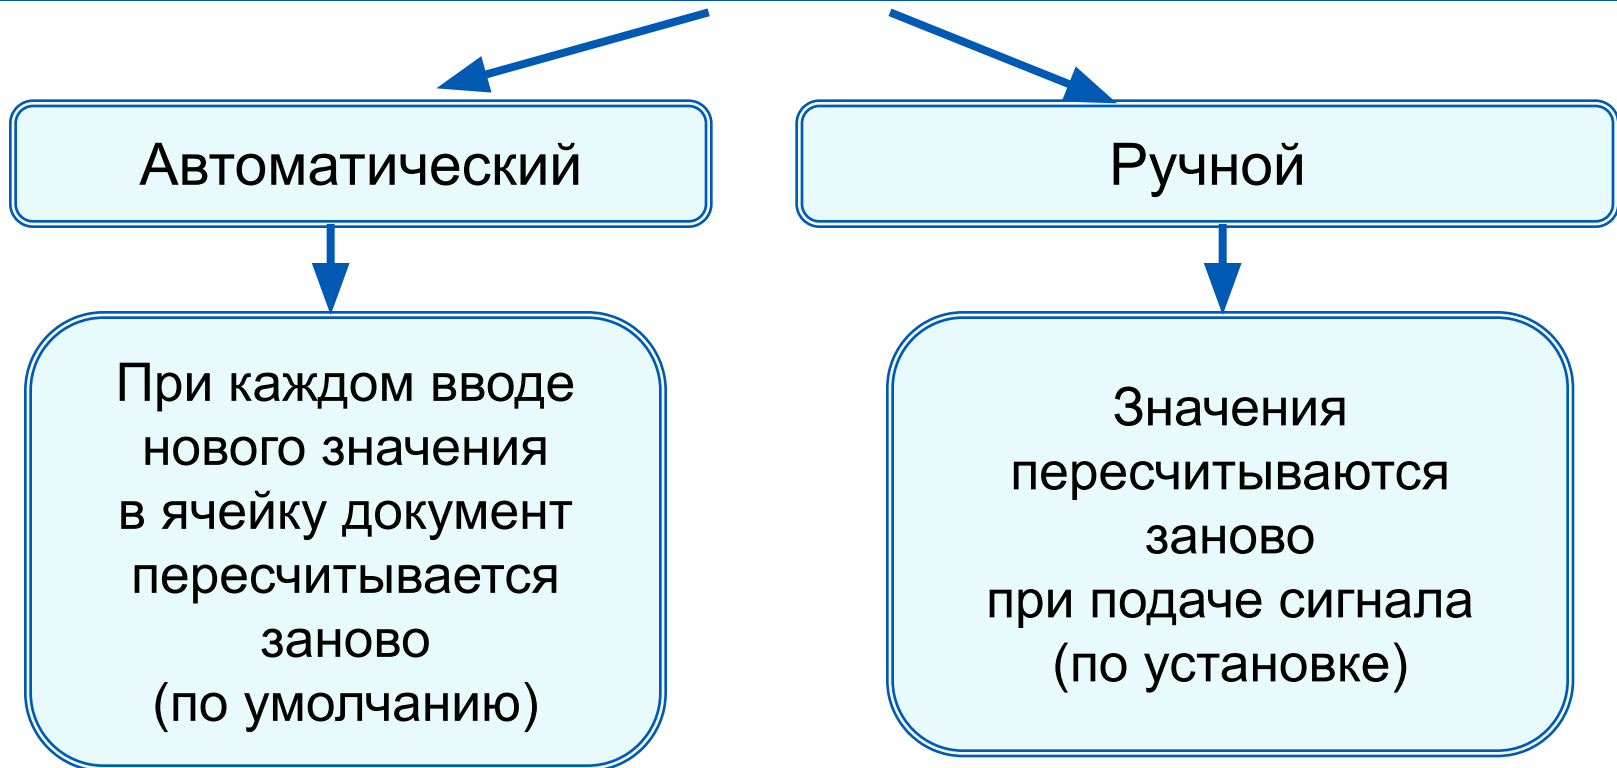 Автоматический
Ручной
При каждом вводе
нового значения
в ячейку документ
пересчитывается
заново
(по умолчанию)
Значения
пересчитываются
заново
при подаче сигнала
(по установке)